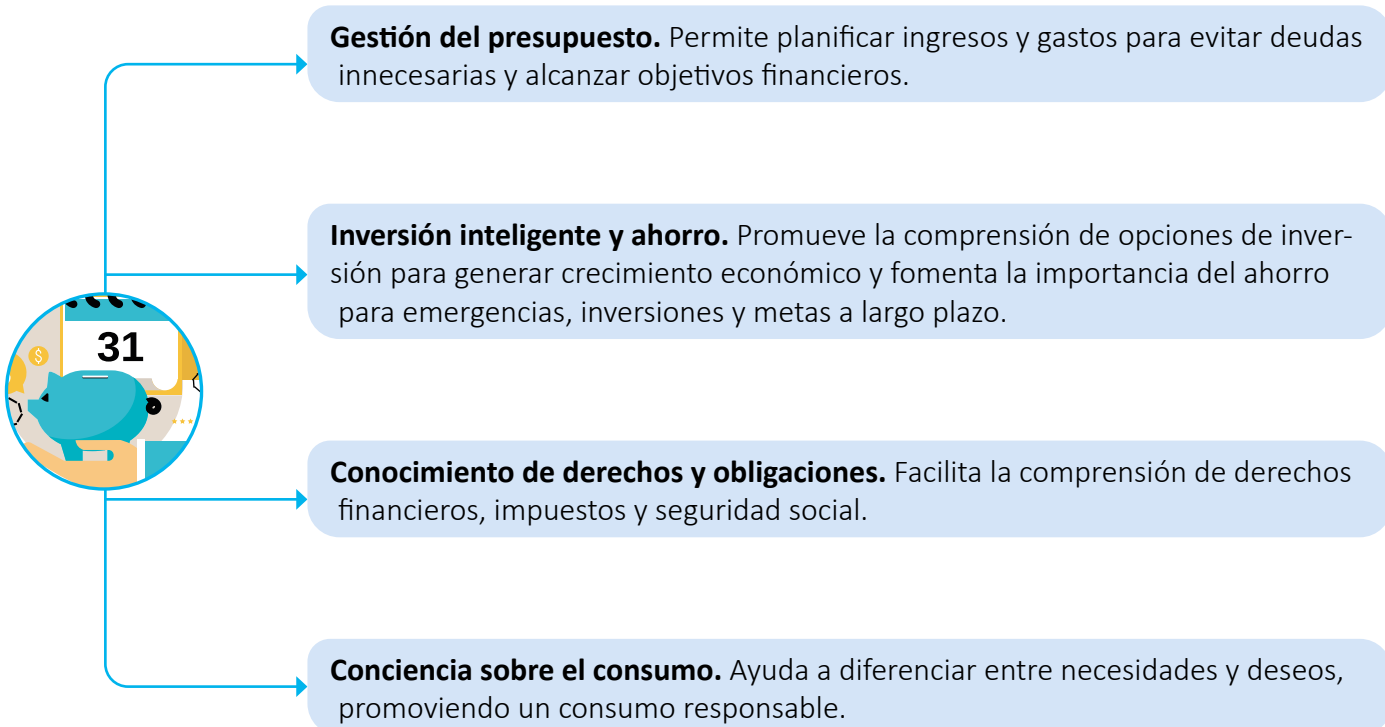 Gestión del presupuesto. Permite planificar ingresos y gastos para evitar deudas
innecesarias y alcanzar objetivos financieros.
Inversión inteligente y ahorro. Promueve la comprensión de opciones de inver-
sión para generar crecimiento económico y fomenta la importancia del ahorro
para emergencias, inversiones y metas a largo plazo.
31
$
Conocimiento de derechos y obligaciones. Facilita la comprensión de derechos
financieros, impuestos y seguridad social.
Conciencia sobre el consumo. Ayuda a diferenciar entre necesidades y deseos,
promoviendo un consumo responsable.